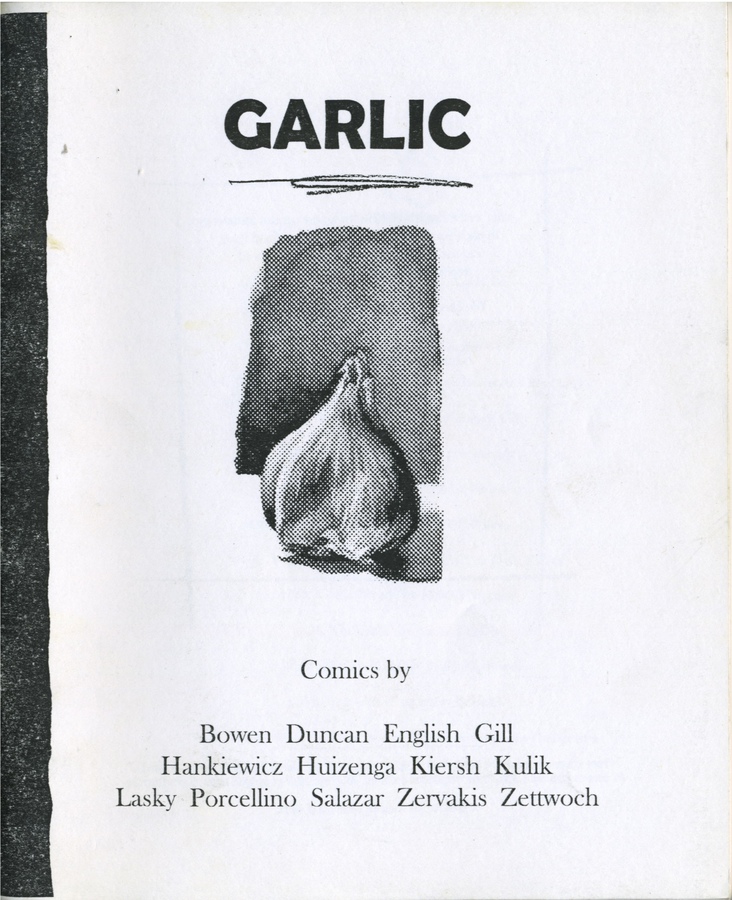 GARLIC
Comics by
Bowen Duncan English Gill
Hankiewicz Huizenga Kiersh Kulik
Lasky Porcellino Salazar Zervakis Zettwoch